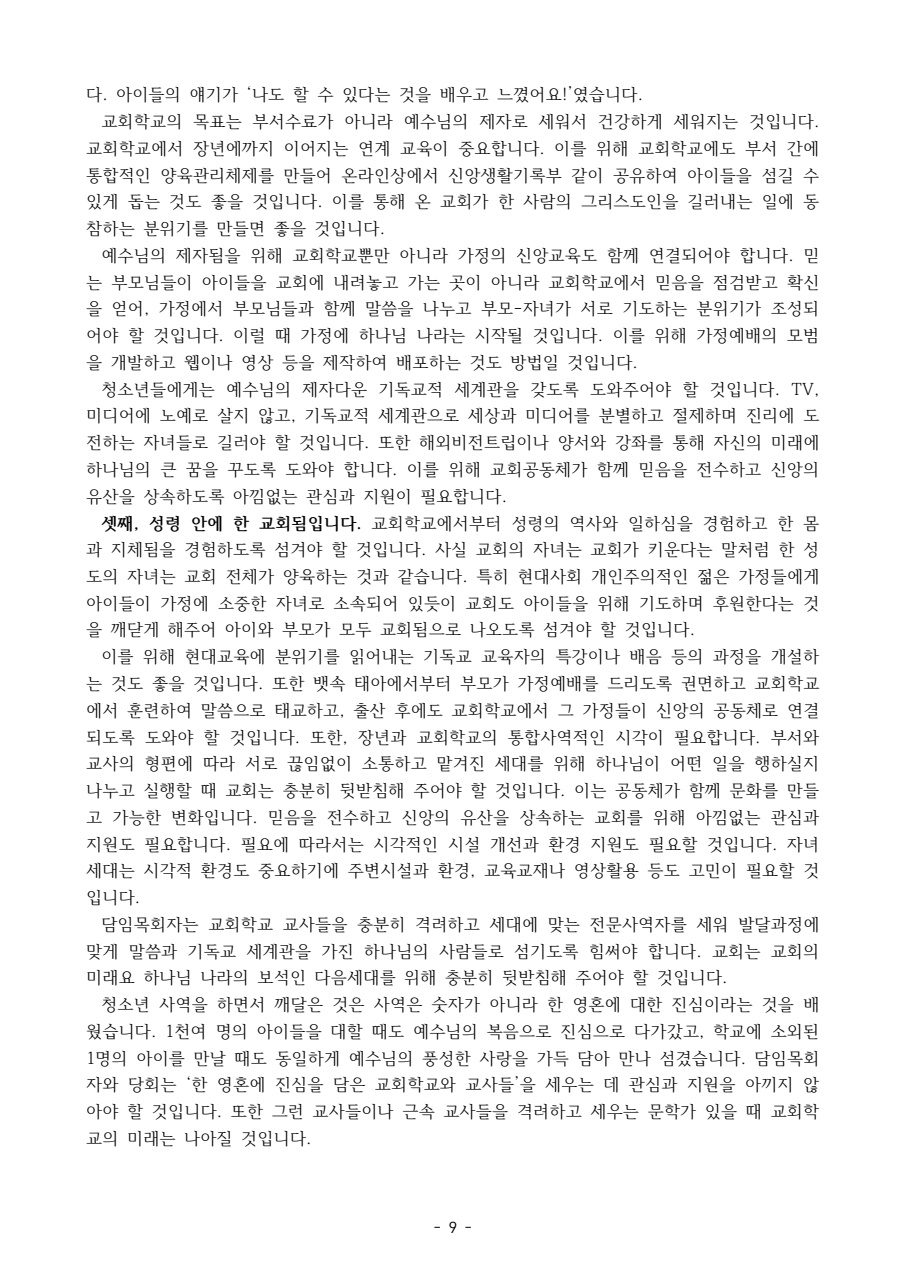 다. 아이들의 얘기가 ‘나도 할 수 있다는 것을 배우고 느꼈어요!’였습니다.
교회학교의 목표는 부서수료가 아니라 예수님의 제자로 세워서 건강하게 세워지는 것입니다.
교회학교에서 장년에까지 이어지는 연계 교육이 중요합니다. 이를 위해 교회학교에도 부서 간에
통합적인 양육관리체제를 만들어 온라인상에서 신앙생활기록부 같이 공유하여 아이들을 섬길 수
있게 돕는 것도 좋을 것입니다. 이를 통해 온 교회가 한 사람의 그리스도인을 길러내는 일에 동
참하는 분위기를 만들면 좋을 것입니다.
예수님의 제자됨을 위해 교회학교뿐만 아니라 가정의 신앙교육도 함께 연결되어야 합니다. 믿
는 부모님들이 아이들을 교회에 내려놓고 가는 곳이 아니라 교회학교에서 믿음을 점검받고 확신
을 얻어, 가정에서 부모님들과 함께 말씀을 나누고 부모-자녀가 서로 기도하는 분위기가 조성되
어야 할 것입니다. 이럴 때 가정에 하나님 나라는 시작될 것입니다. 이를 위해 가정예배의 모범
을 개발하고 웹이나 영상 등을 제작하여 배포하는 것도 방법일 것입니다.
청소년들에게는 예수님의 제자다운 기독교적 세계관을 갖도록 도와주어야 할 것입니다. TV,
미디어에 노예로 살지 않고, 기독교적 세계관으로 세상과 미디어를 분별하고 절제하며 진리에 도
전하는 자녀들로 길러야 할 것입니다. 또한 해외비전트립이나 양서와 강좌를 통해 자신의 미래에
하나님의 큰 꿈을 꾸도록 도와야 합니다. 이를 위해 교회공동체가 함께 믿음을 전수하고 신앙의
유산을 상속하도록 아낌없는 관심과 지원이 필요합니다.
셋째, 성령 안에 한 교회됨입니다. 교회학교에서부터 성령의 역사와 일하심을 경험하고 한 몸
과 지체됨을 경험하도록 섬겨야 할 것입니다. 사실 교회의 자녀는 교회가 키운다는 말처럼 한 성
도의 자녀는 교회 전체가 양육하는 것과 같습니다. 특히 현대사회 개인주의적인 젊은 가정들에게
아이들이 가정에 소중한 자녀로 소속되어 있듯이 교회도 아이들을 위해 기도하며 후원한다는 것
을 깨닫게 해주어 아이와 부모가 모두 교회됨으로 나오도록 섬겨야 할 것입니다.
이를 위해 현대교육에 분위기를 읽어내는 기독교 교육자의 특강이나 배음 등의 과정을 개설하
는 것도 좋을 것입니다. 또한 뱃속 태아에서부터 부모가 가정예배를 드리도록 권면하고 교회학교
에서 훈련하여 말씀으로 태교하고, 출산 후에도 교회학교에서 그 가정들이 신앙의 공동체로 연결
되도록 도와야 할 것입니다. 또한, 장년과 교회학교의 통합사역적인 시각이 필요합니다. 부서와
교사의 형편에 따라 서로 끊임없이 소통하고 맡겨진 세대를 위해 하나님이 어떤 일을 행하실지
나누고 실행할 때 교회는 충분히 뒷받침해 주어야 할 것입니다. 이는 공동체가 함께 문화를 만들
고 가능한 변화입니다. 믿음을 전수하고 신앙의 유산을 상속하는 교회를 위해 아낌없는 관심과
지원도 필요합니다. 필요에 따라서는 시각적인 시설 개선과 환경 지원도 필요할 것입니다. 자녀
세대는 시각적 환경도 중요하기에 주변시설과 환경, 교육교재나 영상활용 등도 고민이 필요할 것
입니다.
담임목회자는 교회학교 교사들을 충분히 격려하고 세대에 맞는 전문사역자를 세워 발달과정에
맞게 말씀과 기독교 세계관을 가진 하나님의 사람들로 섬기도록 힘써야 합니다. 교회는 교회의
미래요 하나님 나라의 보석인 다음세대를 위해 충분히 뒷받침해 주어야 할 것입니다.
청소년 사역을 하면서 깨달은 것은 사역은 숫자가 아니라 한 영혼에 대한 진심이라는 것을 배
웠습니다. 1천여 명의 아이들을 대할 때도 예수님의 복음으로 진심으로 다가갔고, 학교에 소외된
1명의 아이를 만날 때도 동일하게 예수님의 풍성한 사랑을 가득 담아 만나 섬겼습니다. 담임목회
자와 당회는 ‘한 영혼에 진심을 담은 교회학교와 교사들’을 세우는 데 관심과 지원을 아끼지 않
아야 할 것입니다. 또한 그런 교사들이나 근속 교사들을 격려하고 세우는 문학가 있을 때 교회학
교의 미래는 나아질 것입니다.
- 9 -